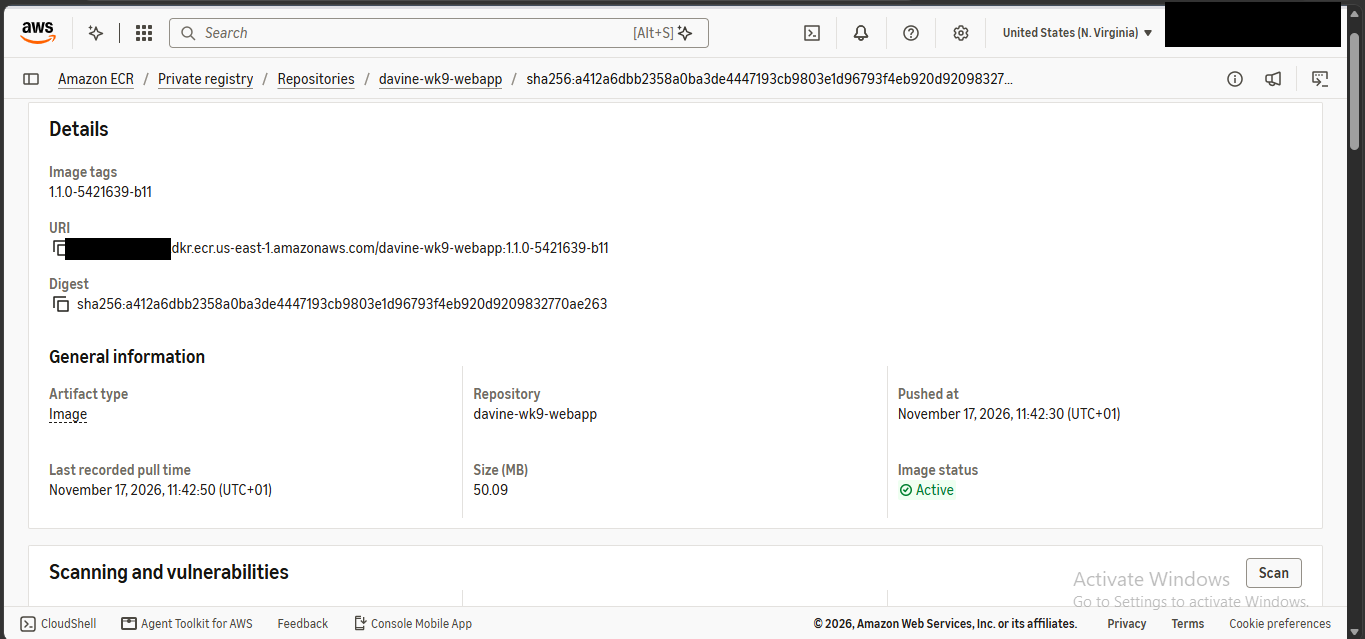 aws
Search [Alt+S]
United States (N. Virginia)
Amazon ECR / Private registry / Repositories / davine-wk9-webapp / sha256:a412a6dbb2358a0ba3de4447193cb9803e1d96793f4eb920d92098327...
Details
Image tags
1.1.0-5421639-b11
URI
dkr.ecr.us-east-1.amazonaws.com/davine-wk9-webapp:1.1.0-5421639-b11
Digest
sha256:a412a6dbb2358a0ba3de4447193cb9803e1d96793f4eb920d9209832770ae263
General information
Artifact type
Image
Repository
davine-wk9-webapp
Pushed at
November 17, 2026, 11:42:30 (UTC+01)
Last recorded pull time
November 17, 2026, 11:42:50 (UTC+01)
Size (MB)
50.09
Image status
Active
Scanning and vulnerabilities
Scan
Activate Windows
Go to Settings to activate Windows.
CloudShell Agent Toolkit for AWS Feedback Console Mobile App © 2026, Amazon Web Services, Inc. or its affiliates. Privacy Terms Cookie preferences